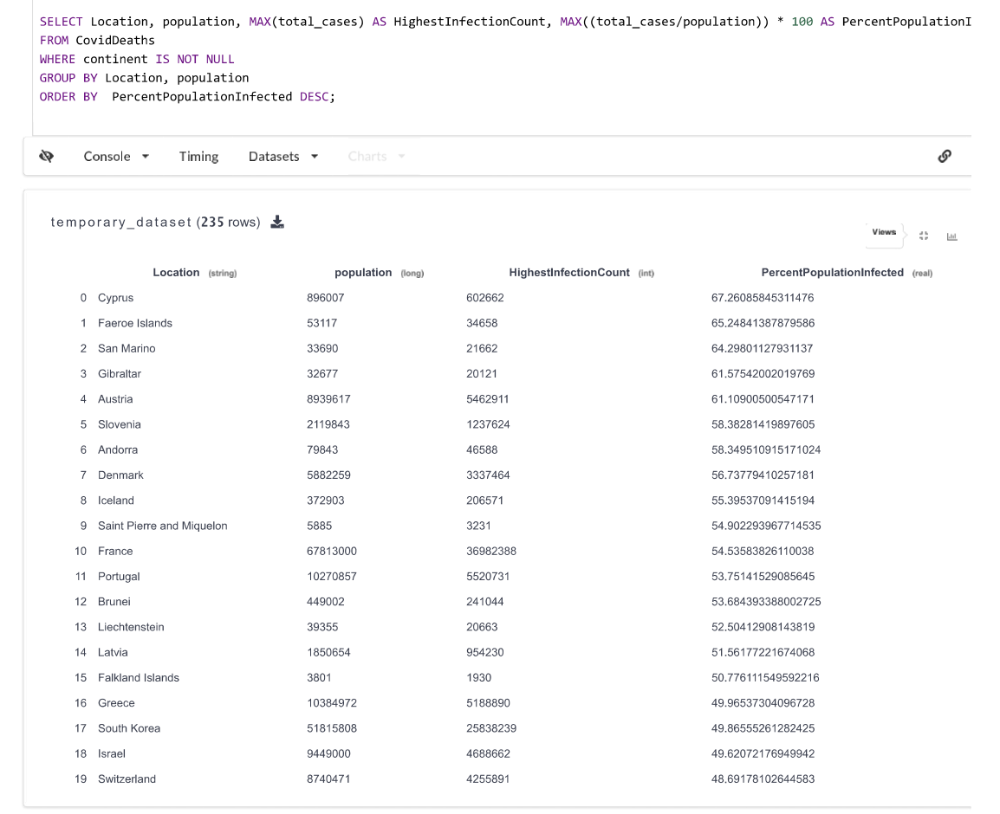 SELECT Location, population, MAX(total_cases) AS HighestInfectionCount, MAX((total_cases/population)) * 100 AS PercentPopulationI
FROM CovidDeaths
WHERE continent IS NOT NULL
GROUP BY Location, population
ORDER BY  PercentPopulationInfected DESC;
Console Timing Datasets Charts
temporary_dataset (235 rows)
Views
Location (string) population (long) HighestInfectionCount (int) PercentPopulationInfected (real)
0 Cyprus 896007 602662 67.26085845311476
1 Faeroe Islands 53117 34658 65.24841387879586
2 San Marino 33690 21662 64.29801127931137
3 Gibraltar 32677 20121 61.57542002019769
4 Austria 8939617 5462911 61.10900500547171
5 Slovenia 2119843 1237624 58.38281419897605
6 Andorra 79843 46588 58.349510915171024
7 Denmark 5882259 3337464 56.73779410257181
8 Iceland 372903 206571 55.39537091415194
9 Saint Pierre and Miquelon 5885 3231 54.902293967714535
10 France 67813000 36982388 54.53583826110038
11 Portugal 10270857 5520731 53.75141529085645
12 Brunei 449002 241044 53.684393388002725
13 Liechtenstein 39355 20663 52.50412908143819
14 Latvia 1850654 954230 51.56177221674068
15 Falkland Islands 3801 1930 50.776111549592216
16 Greece 10384972 5188890 49.96537304096728
17 South Korea 51815808 25838239 49.86555261282425
18 Israel 9449000 4688662 49.62072176949942
19 Switzerland 8740471 4255891 48.69178102644583